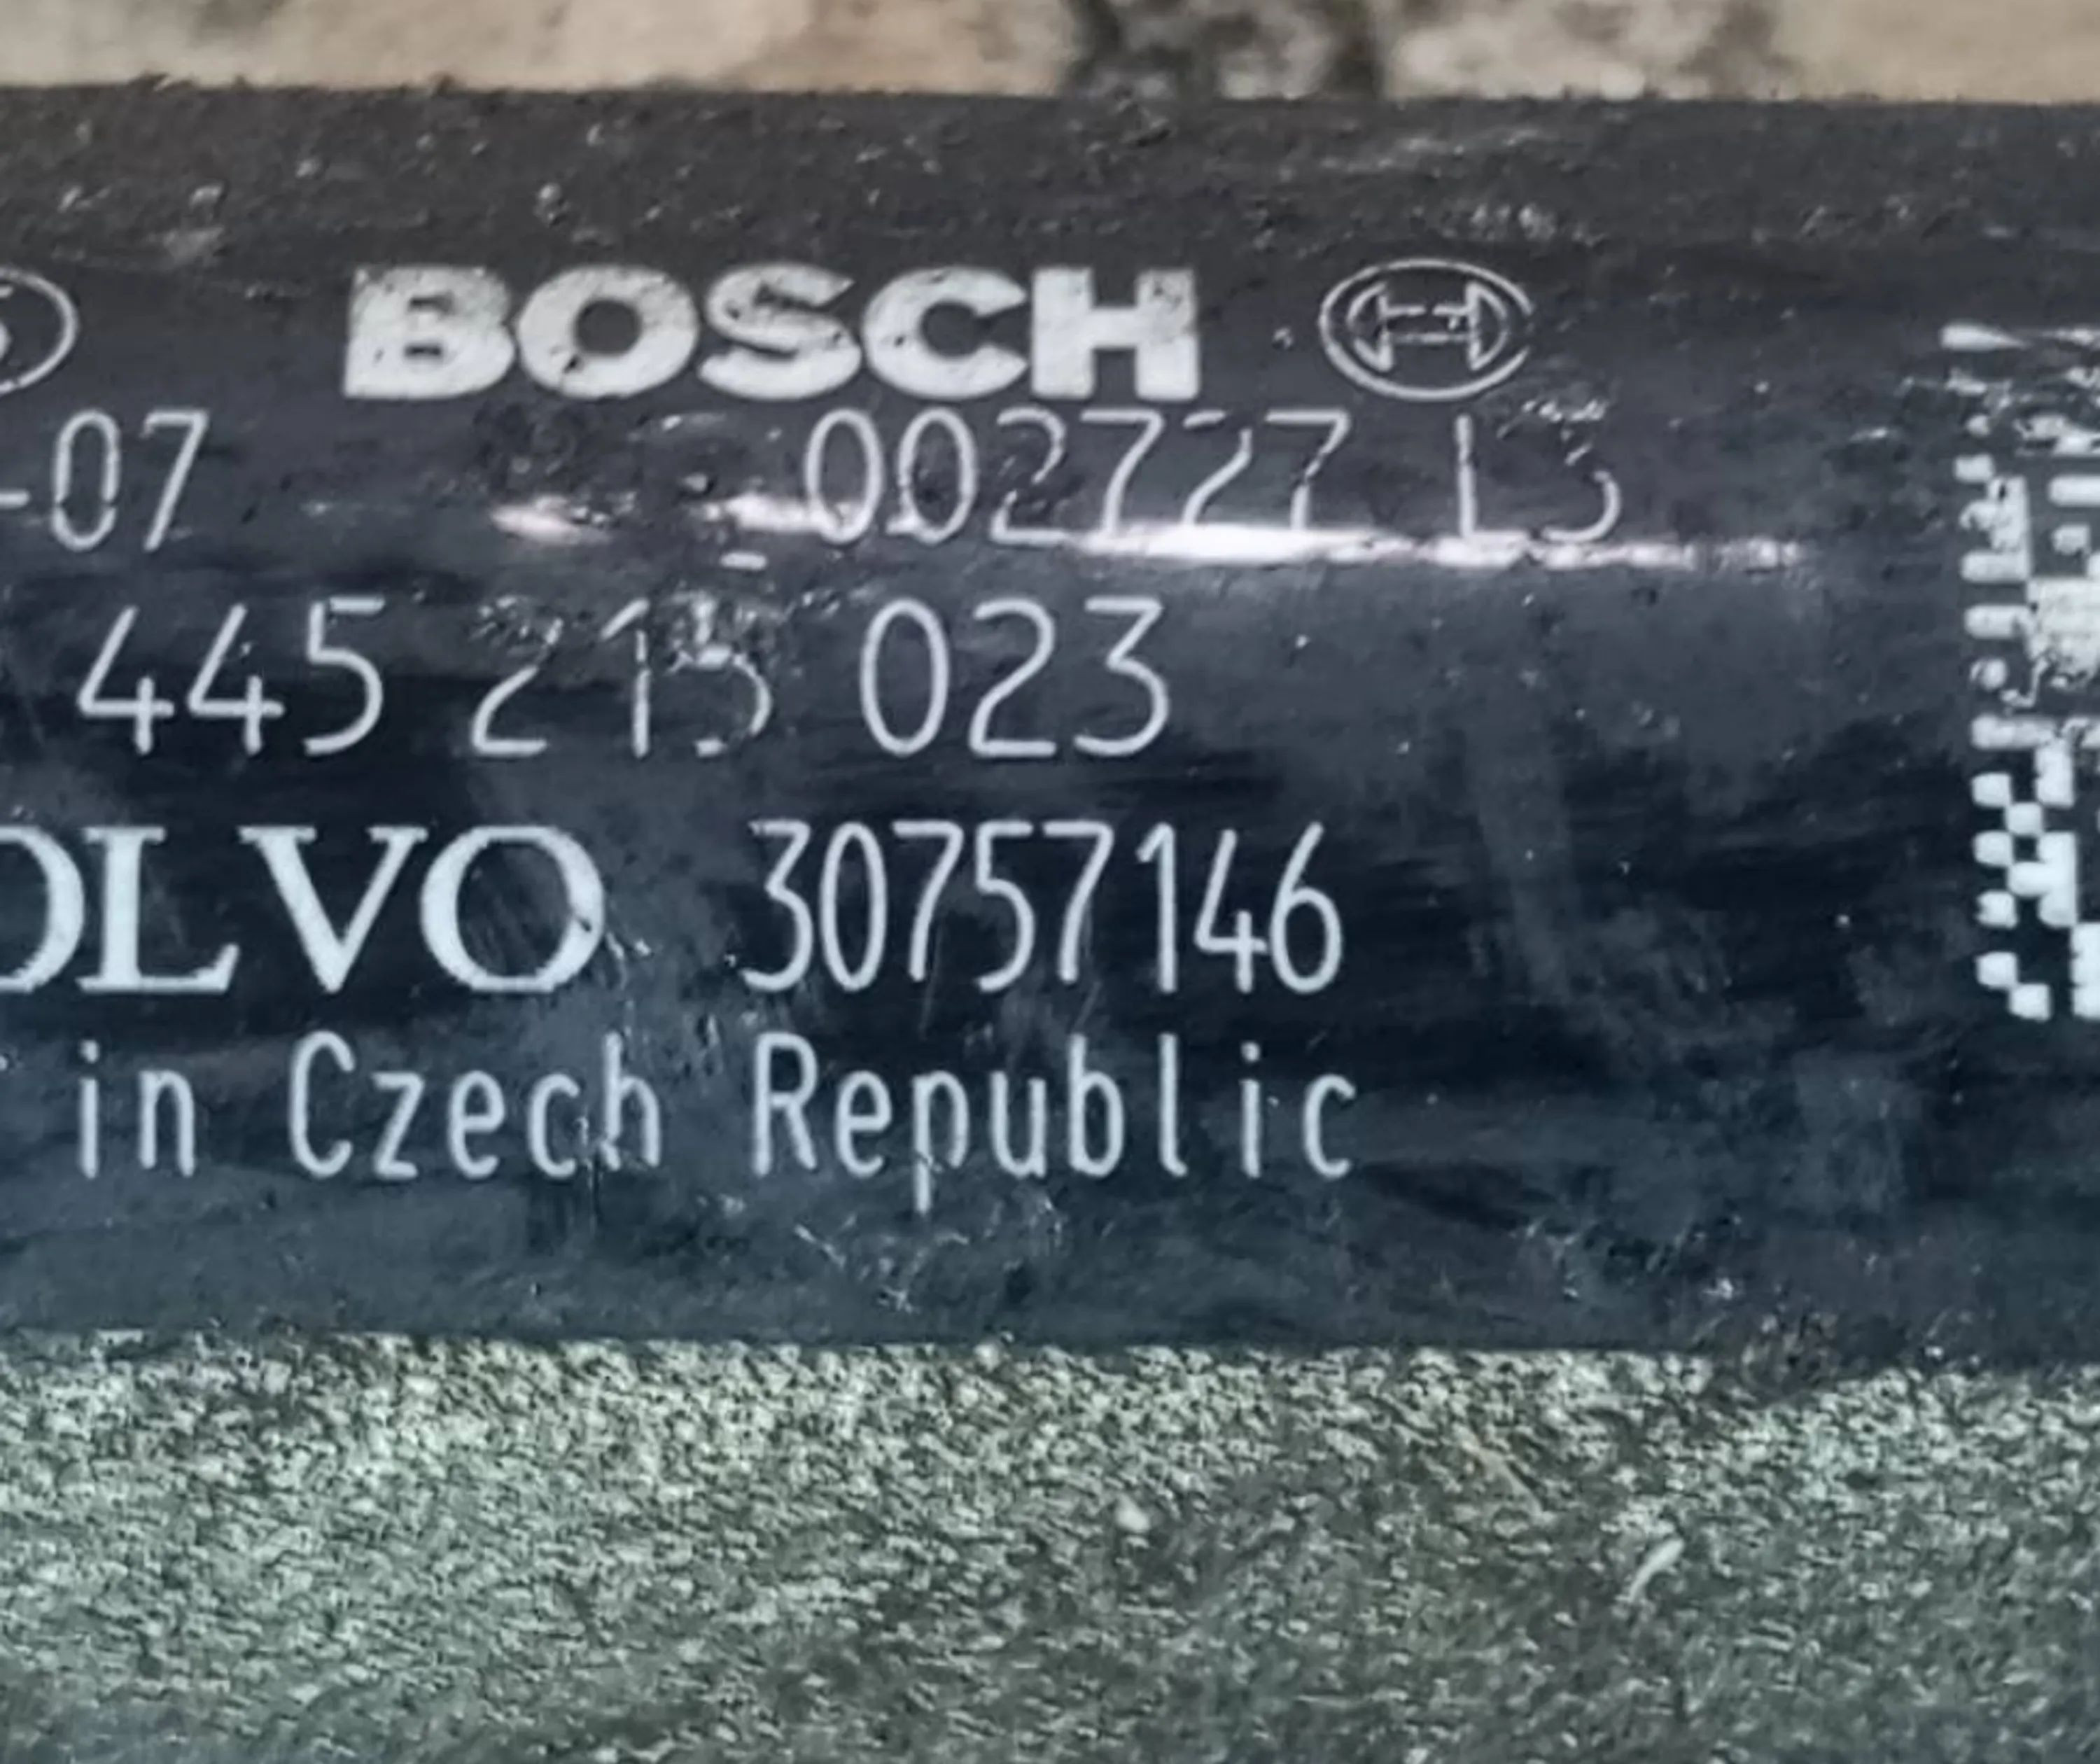 BOSCH
-07 002727 13
445 215 023
OLVO 30757146
in Czech Republic